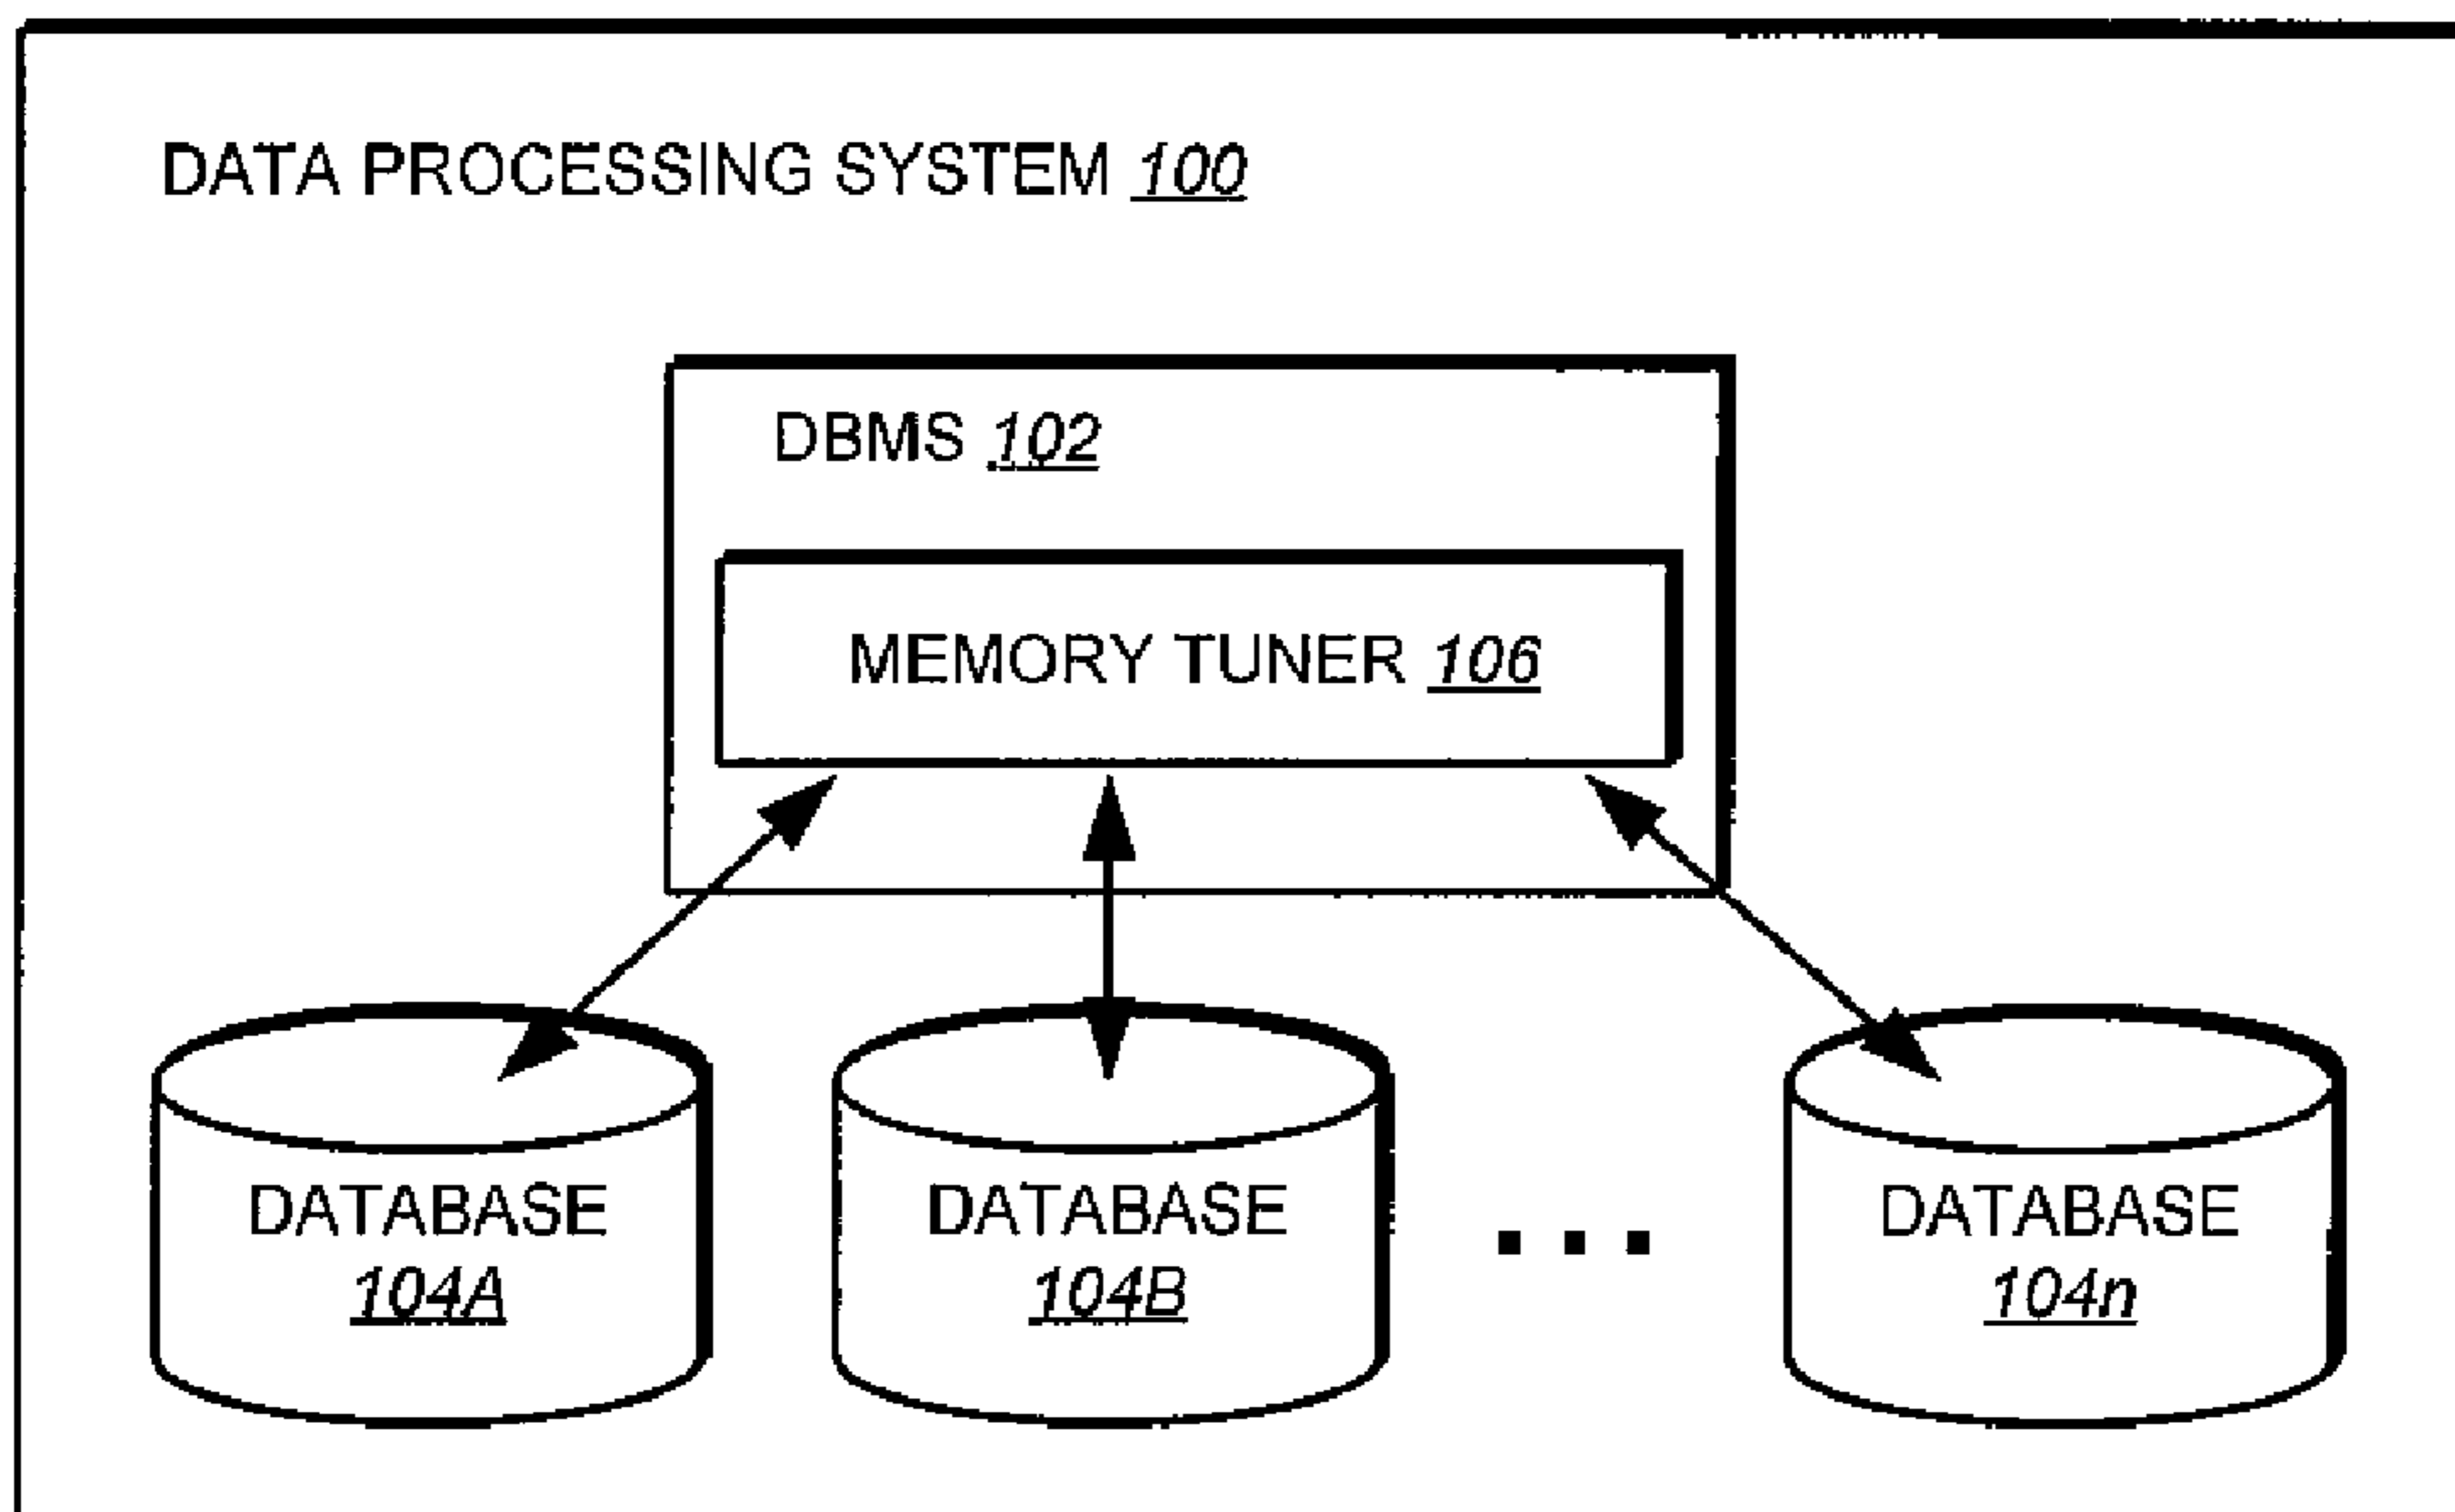 DATA PROCESSING SYSTEM 100
DBMS 102
MEMORY TUNER 106
DATABASE
104A
DATABASE
104B
. . .
DATABASE
104n